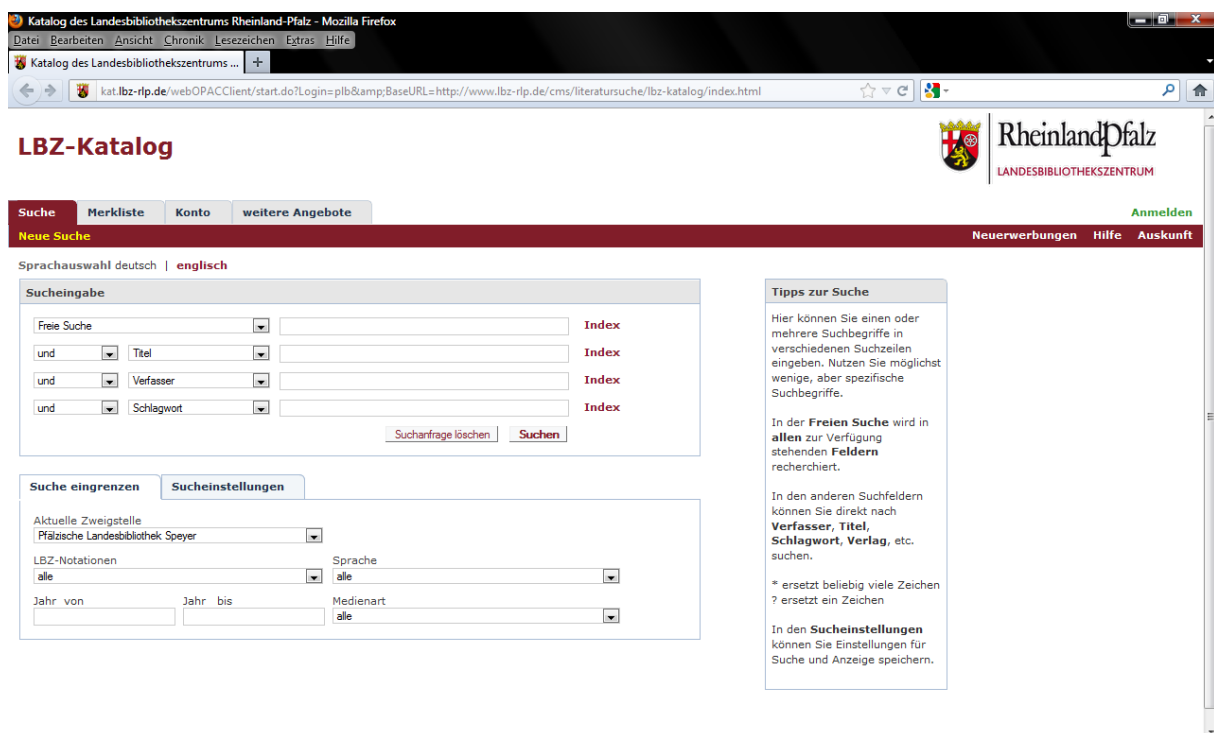 Katalog des Landesbibliothekszentrums Rheinland-Pfalz - Mozilla Firefox
Datei Bearbeiten Ansicht Chronik Lesezeichen Extras Hilfe
Katalog des Landesbibliothekszentrums ... +
kat.lbz-rlp.de/webOPACClient/start.do?Login=plb&amp;BaseURL=http://www.lbz-rlp.de/cms/literatursuche/lbz-katalog/index.html
LBZ-Katalog
RheinlandPfalz
LANDESBIBLIOTHEKSZENTRUM
Suche Merkliste Konto weitere Angebote Anmelden
Neue Suche Neuerwerbungen Hilfe Auskunft
Sprachauswahl deutsch | englisch
Sucheingabe
Freie Suche Index
und Titel Index
und Verfasser Index
und Schlagwort Index
Suchanfrage löschen Suchen
Suche eingrenzen Sucheinstellungen
Aktuelle Zweigstelle
Pfälzische Landesbibliothek Speyer
LBZ-Notationen Sprache
alle alle
Jahr von Jahr bis Medienart
alle
Tipps zur Suche
Hier können Sie einen oder
mehrere Suchbegriffe in
verschiedenen Suchzeilen
eingeben. Nutzen Sie möglichst
wenige, aber spezifische
Suchbegriffe.
In der Freien Suche wird in
allen zur Verfügung
stehenden Feldern
recherchiert.
In den anderen Suchfeldern
können Sie direkt nach
Verfasser, Titel,
Schlagwort, Verlag, etc.
suchen.
* ersetzt beliebig viele Zeichen
? ersetzt ein Zeichen
In den Sucheinstellungen
können Sie Einstellungen für
Suche und Anzeige speichern.